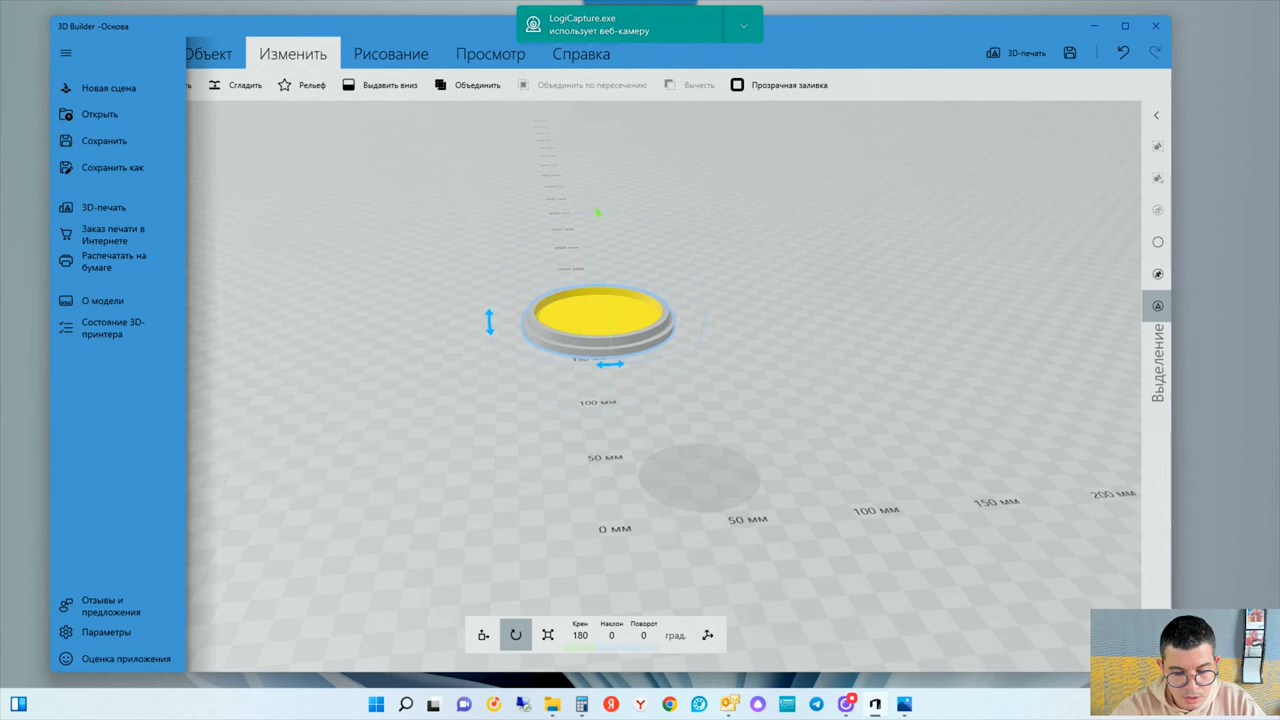 3D Builder -Основа
LogiCapture.exe
использует веб-камеру
Объект
Изменить
Рисование
Просмотр
Справка
3D-печать
Сгладить
Рельеф
Выдавить вниз
Объединить
Объединить по пересечению
Вычесть
Прозрачная заливка
Новая сцена
Открыть
Сохранить
Сохранить как
3D-печать
Заказ печати в
Интернете
Распечатать на
бумаге
О модели
Состояние 3D-
принтера
Отзывы и
предложения
Параметры
Оценка приложения
100 мм
50 мм
0 мм
50 мм
100 мм
150 мм
200 мм
Выделение
Крен
Наклон
Поворот
180
0
0
град.